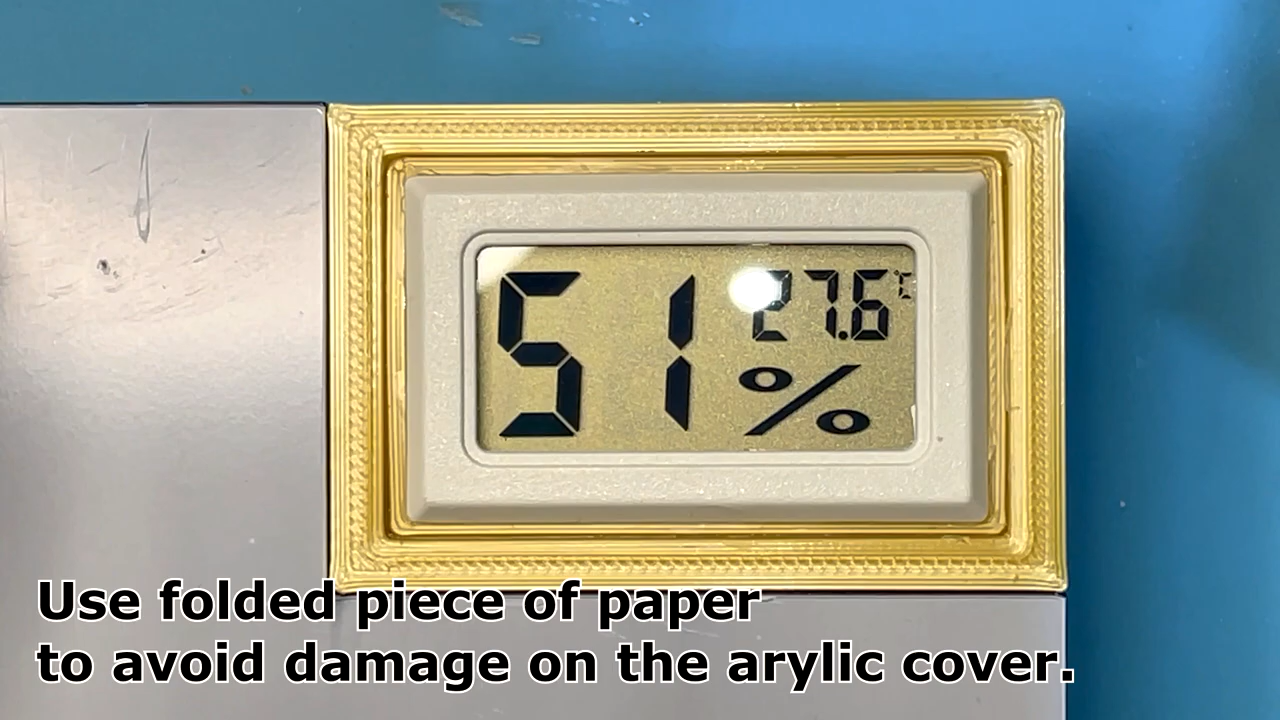 51 27.6 °C
%
Use folded piece of paper
to avoid damage on the arylic cover.